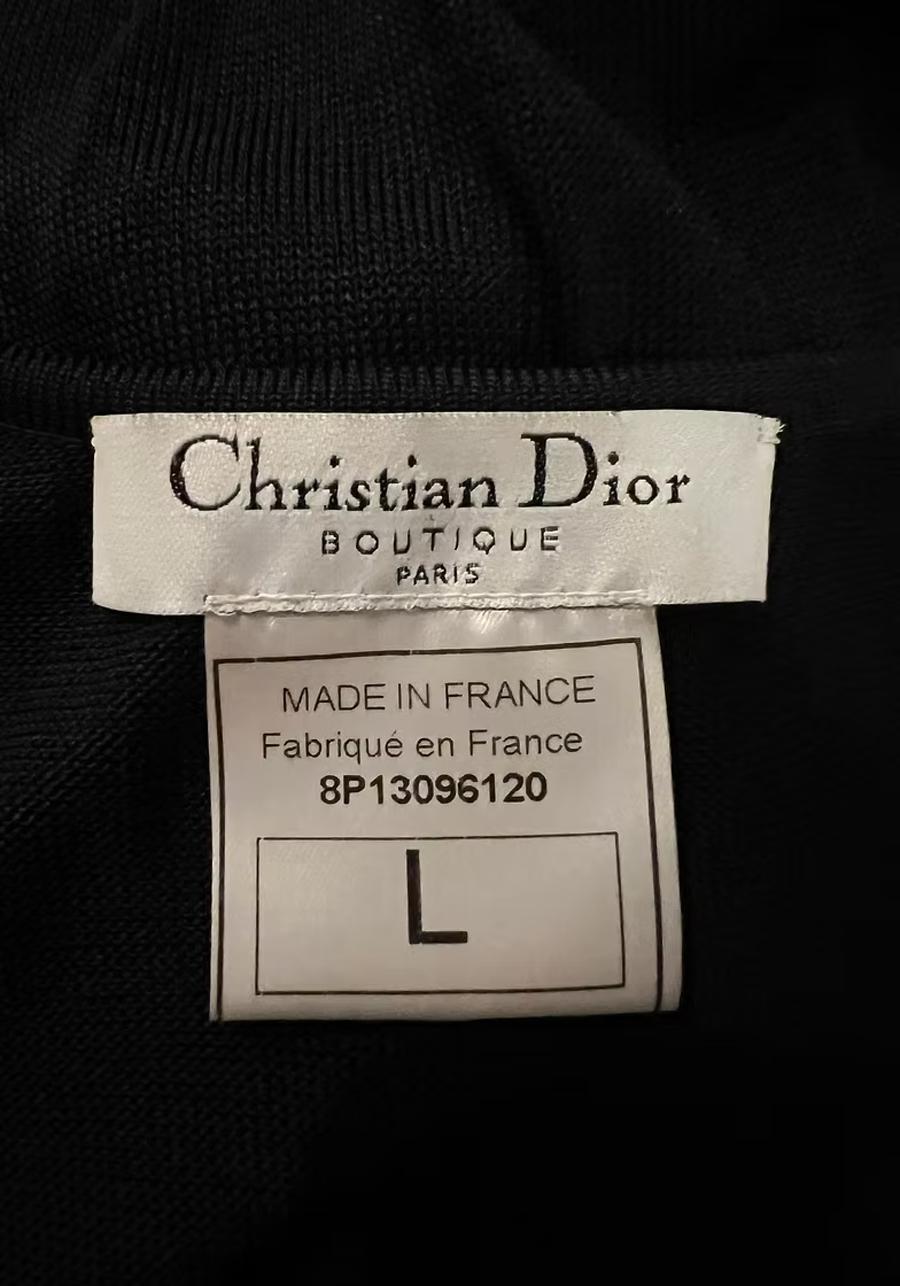 Christian Dior
BOUTIQUE
PARIS
MADE IN FRANCE
Fabriqué en France
8P13096120
L